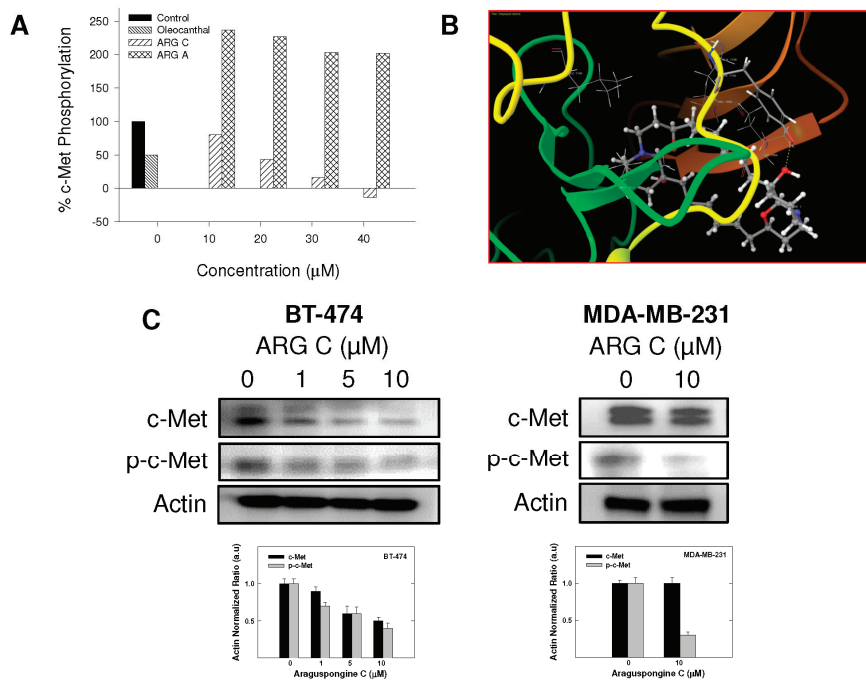 A
% c-Met Phosphorylation
250
200
150
100
50
0
-50
Control
Oleocanthal
ARG C
ARG A
0 10 20 30 40
Concentration (μM)
B
C
BT-474
ARG C (μM)
0 1 5 10
c-Met
p-c-Met
Actin
Actin Normalized Ratio (a.u)
1.0
0.5
c-Met
p-c-Met
BT-474
0 1 5 10
Araguspongine C (μM)
MDA-MB-231
ARG C (μM)
0 10
c-Met
p-c-Met
Actin
Actin Normalized Ratio (a.u)
1.0
0.5
c-Met
p-c-Met
MDA-MB-231
0 10
Araguspongine C (μM)